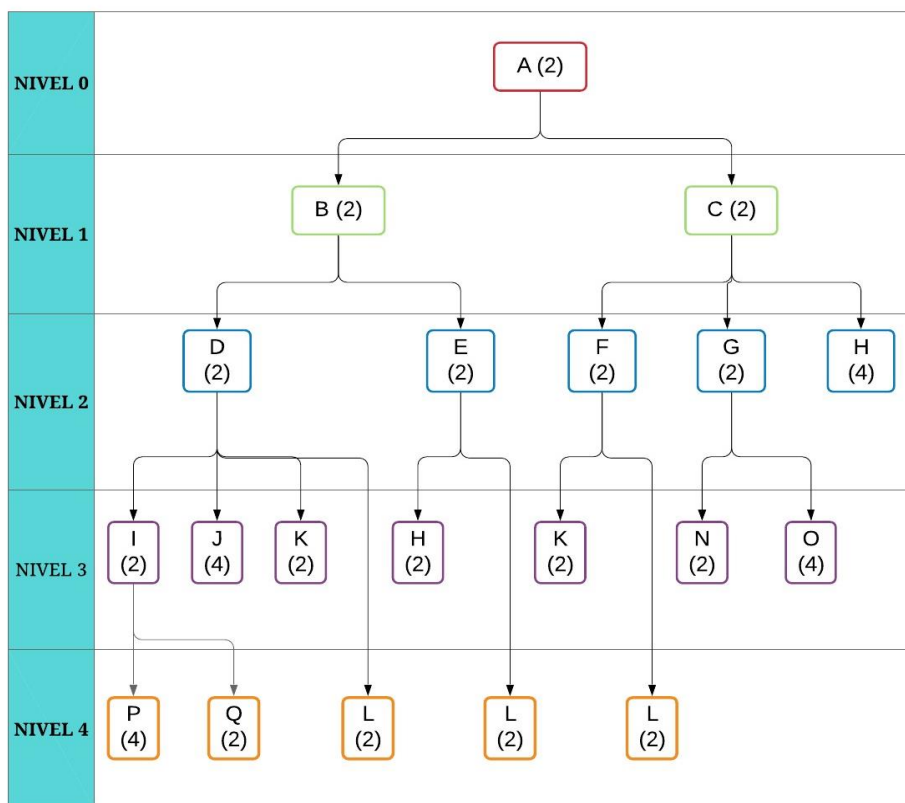 NIVEL 0
A (2)
NIVEL 1
B (2)
C (2)
NIVEL 2
D
(2)
E
(2)
F
(2)
G
(2)
H
(4)
NIVEL 3
I
(2)
J
(4)
K
(2)
H
(2)
K
(2)
N
(2)
O
(4)
NIVEL 4
P
(4)
Q
(2)
L
(2)
L
(2)
L
(2)